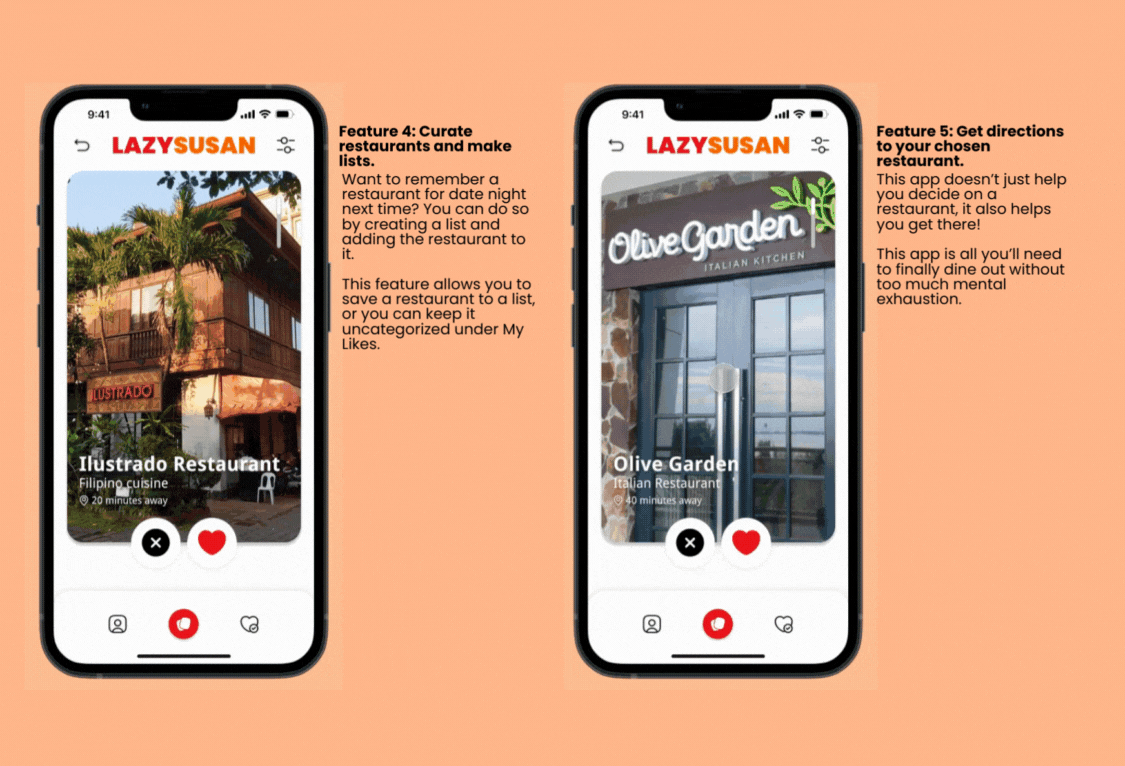 9:41
LAZYSUSAN
ILUSTRADO
Ilustrado Restaurant
Filipino cuisine
20 minutes away
Feature 4: Curate
restaurants and make
lists.
Want to remember a
restaurant for date night
next time? You can do so
by creating a list and
adding the restaurant to
it.
This feature allows you to
save a restaurant to a list,
or you can keep it
uncategorized under My
Likes.
9:41
LAZYSUSAN
Olive Garden
ITALIAN KITCHEN
Olive Garden
Italian Restaurant
40 minutes away
Feature 5: Get directions
to your chosen
restaurant.
This app doesn’t just help
you decide on a
restaurant, it also helps
you get there!
This app is all you’ll need
to finally dine out without
too much mental
exhaustion.